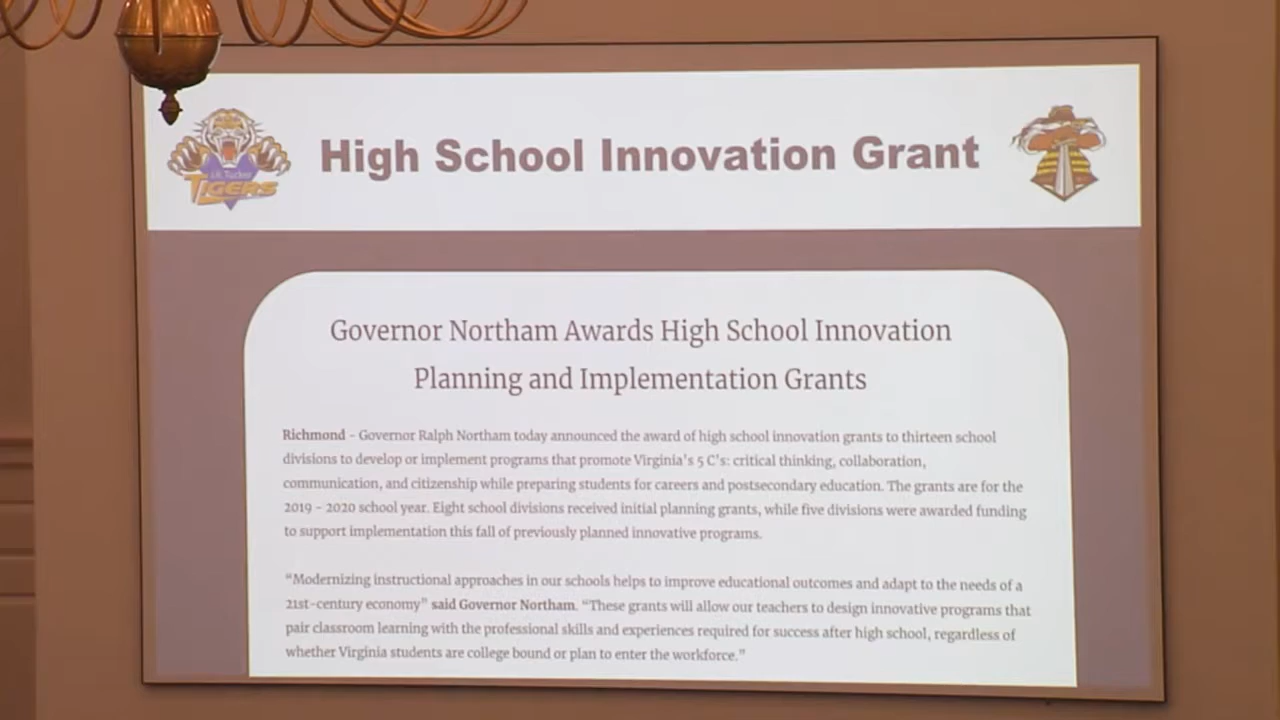 High School Innovation Grant
J.R. Tucker
TIGERS
Governor Northam Awards High School Innovation
Planning and Implementation Grants
Richmond - Governor Ralph Northam today announced the award of high school innovation grants to thirteen school
divisions to develop or implement programs that promote Virginia's 5 C's: critical thinking, collaboration,
communication, and citizenship while preparing students for careers and postsecondary education. The grants are for the
2019 - 2020 school year. Eight school divisions received initial planning grants, while five divisions were awarded funding
to support implementation this fall of previously planned innovative programs.
"Modernizing instructional approaches in our schools helps to improve educational outcomes and adapt to the needs of a
21st-century economy" said Governor Northam. "These grants will allow our teachers to design innovative programs that
pair classroom learning with the professional skills and experiences required for success after high school, regardless of
whether Virginia students are college bound or plan to enter the workforce."